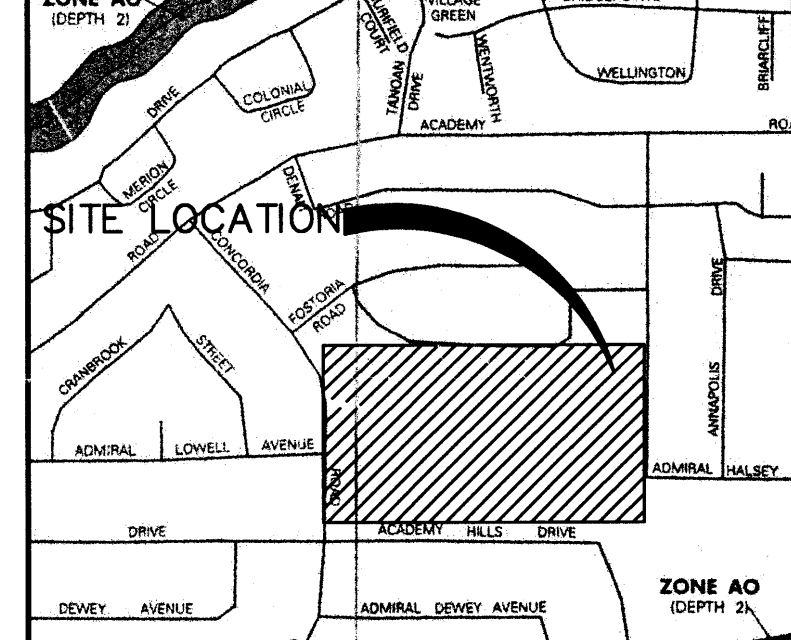 ZONE AO
(DEPTH 2)
COURT
VILLAGE
GREEN
TANOAN
DRIVE
WENTWORTH
WELLINGTON
BRIARCLIFF
DRIVE
COLONIAL
CIRCLE
ACADEMY
MERION
CIRCLE
SITE LOCATION
ROAD
CONCORDIA
FOSTORIA
ROAD
DRIVE
ANNAPOLIS
CRANBROOK
STREET
ADMIRAL LOWELL AVENUE
ROAD
ADMIRAL HALSEY
DRIVE
ACADEMY HILLS DRIVE
DEWEY AVENUE
ADMIRAL DEWEY AVENUE
ZONE AO
(DEPTH 2)